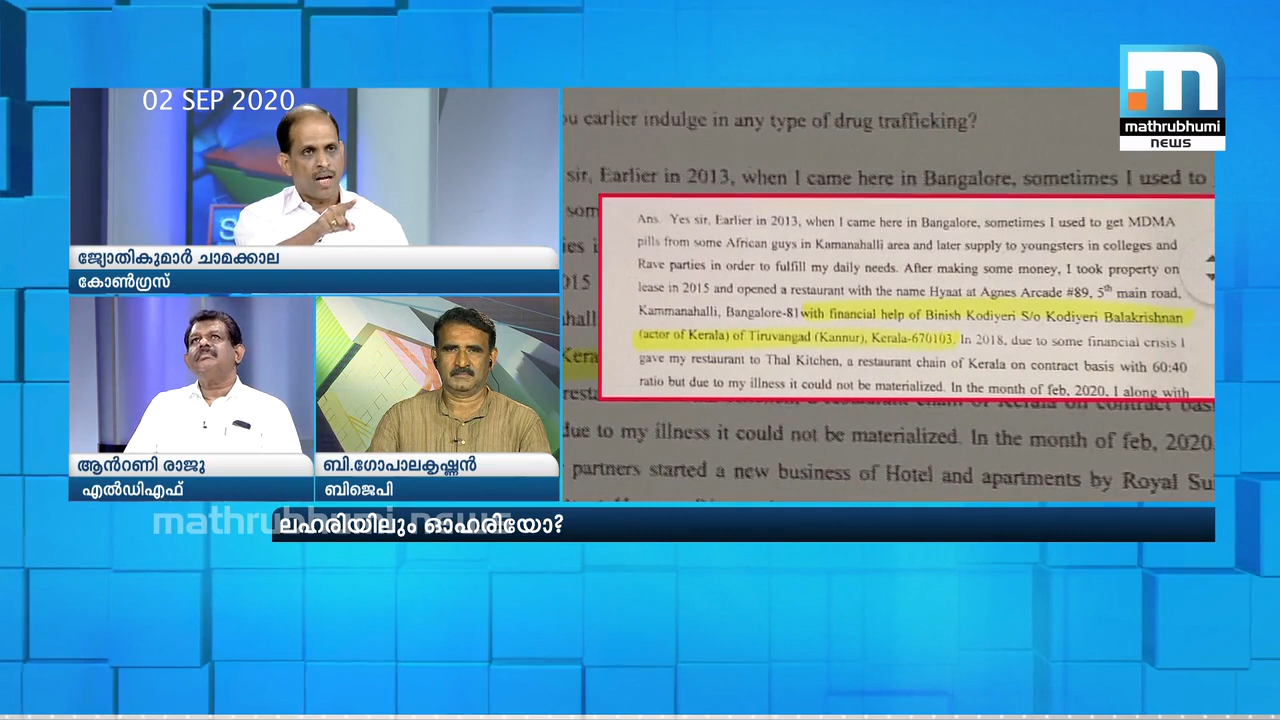 02 SEP 2020
mathrubhumi
news
ജ്യോതികുമാർ ചാമക്കാല
കോൺഗ്രസ്
ആൻറണി രാജു
എൽഡിഎഫ്
ബി.ഗോപാലകൃഷ്ണൻ
ബിജെപി
ou earlier indulge in any type of drug trafficking?
sir, Earlier in 2013, when I came here in Bangalore, sometimes I used to
som
Ans. Yes sir, Earlier in 2013, when I came here in Bangalore, sometimes I used to get MDMA
pills from some African guys in Kamanahalli area and later supply to youngsters in colleges and
Rave parties in order to fulfill my daily needs. After making some money, I took property on
lease in 2015 and opened a restaurant with the name Hyaat at Agnes Arcade #89, 5th main road,
Kammanahalli, Bangalore-81with financial help of Binish Kodiyeri S/o Kodiyeri Balakrishnan
(actor of Kerala) of Tiruvangad (Kannur), Kerala-670103. In 2018, due to some financial crisis I
gave my restaurant to Thal Kitchen, a restaurant chain of Kerala on contract basis with 60:40
ratio but due to my illness it could not be materialized. In the month of feb, 2020, I along with
due to my illness it could not be materialized. In the month of feb, 2020
partners started a new business of Hotel and apartments by Royal Sui
mathrubhumi news
ലഹരിയിലും ഓഹരിയോ?